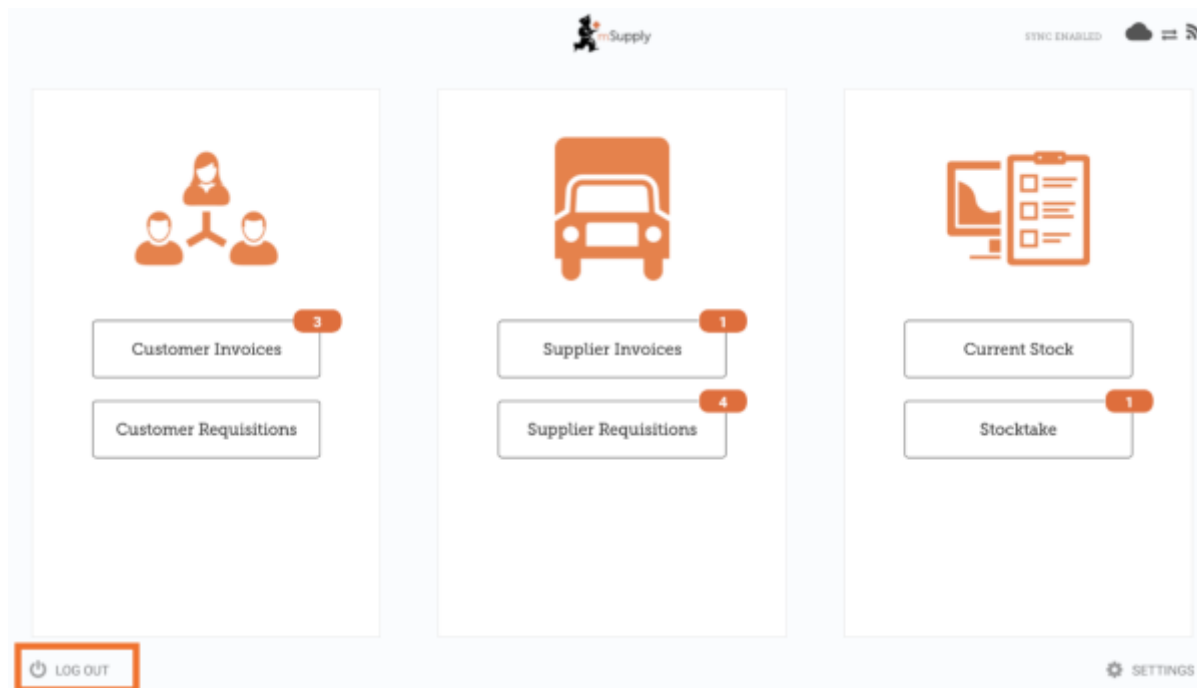 mSupply
SYNC ENABLED
3
Customer Invoices
Customer Requisitions
1
Supplier Invoices
4
Supplier Requisitions
Current Stock
1
Stocktake
LOG OUT
SETTINGS